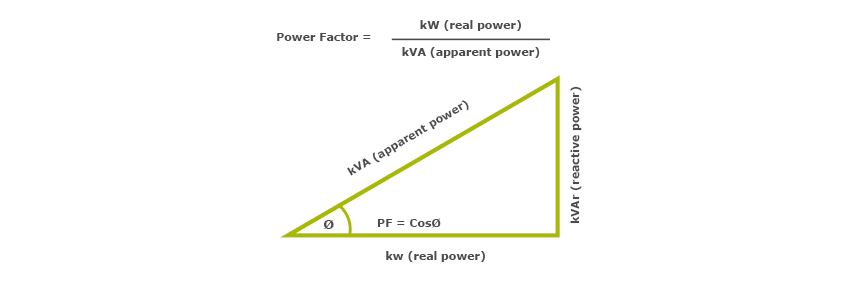 kW (real power)
Power Factor =
kVA (apparent power)
kVA (apparent power)
kVAr (reactive power)
Ø
PF = CosØ
kw (real power)